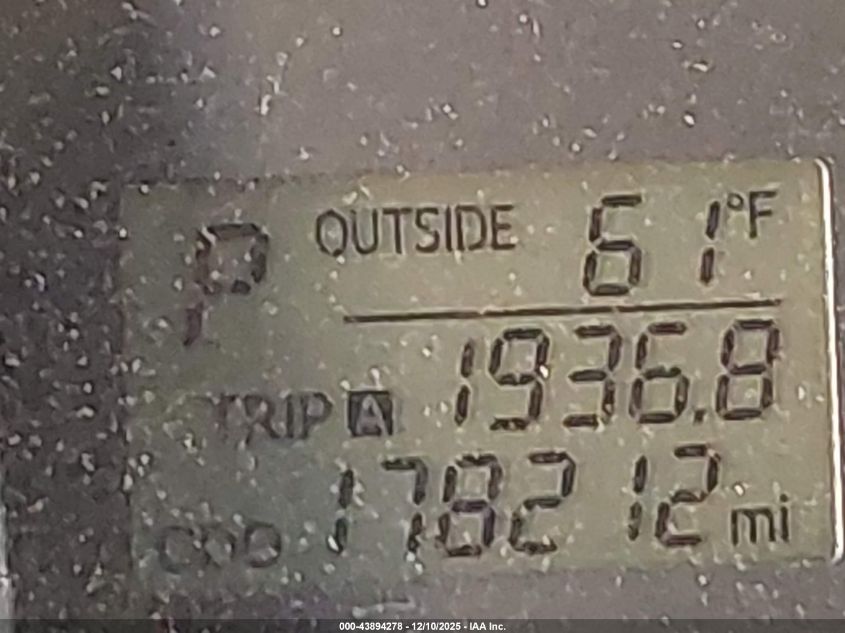 P OUTSIDE 61°F
TRIP A 1936.8
ODO 178212 mi
000-43894278 - 12/10/2025 - IAA Inc.